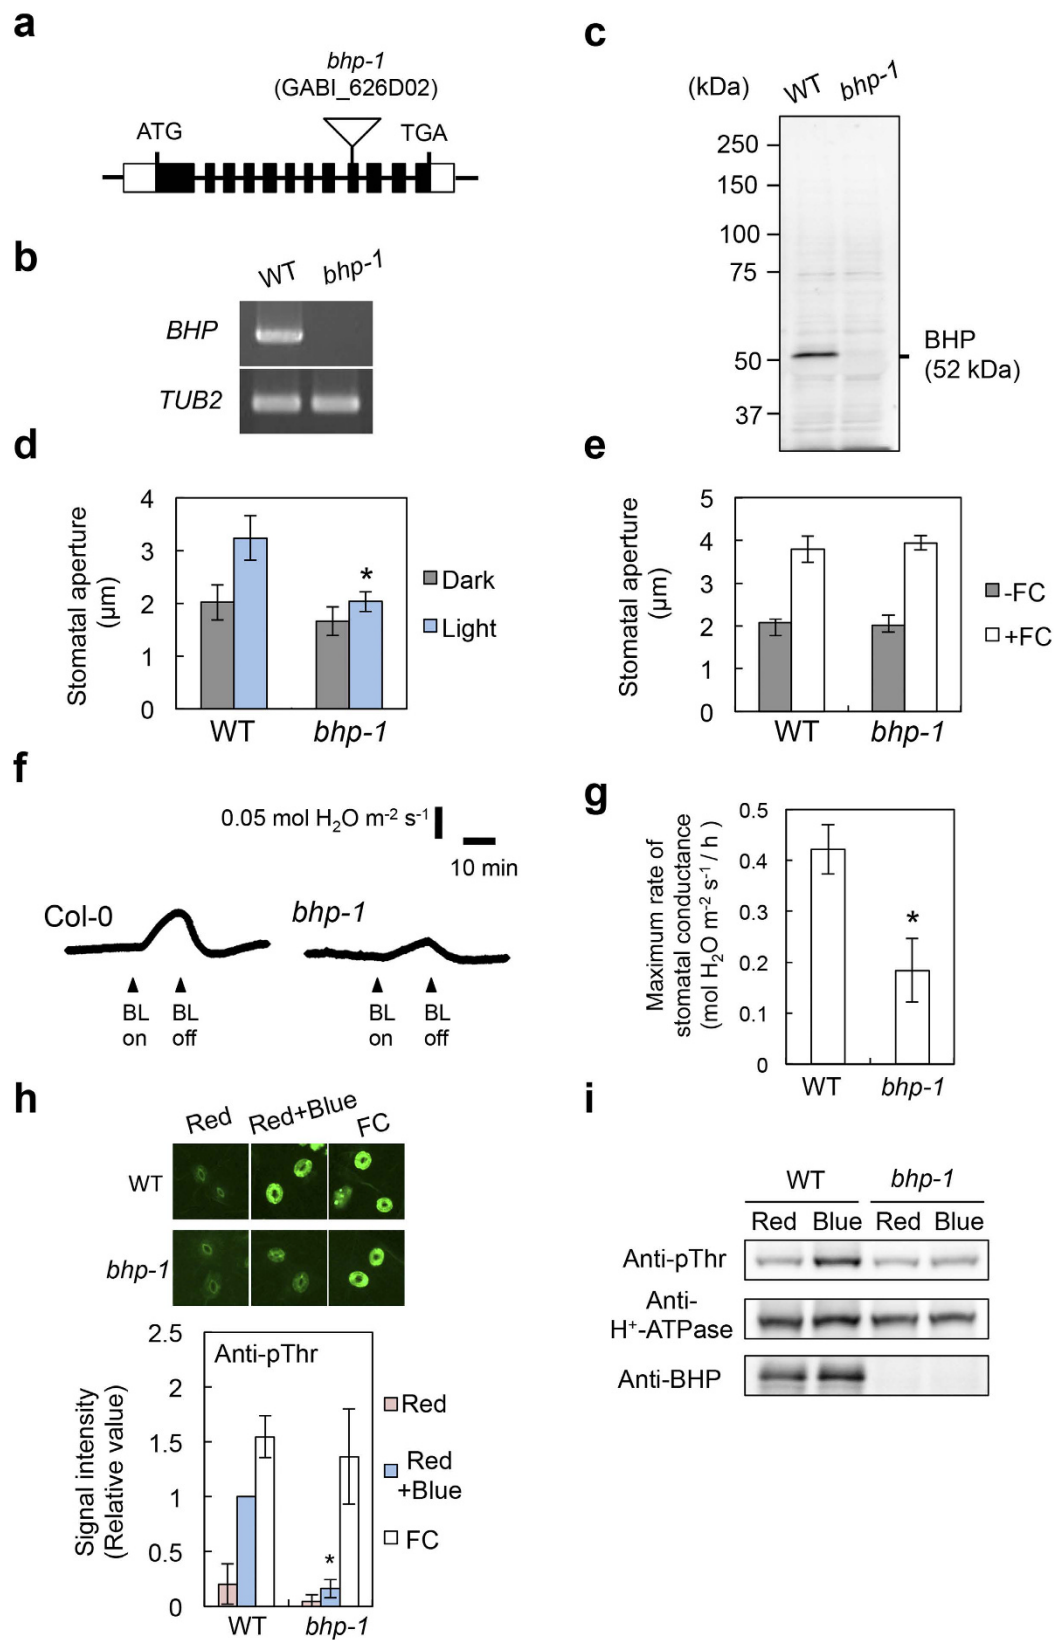 a
bhp-1
(GABI_626D02)
ATG
TGA
b
WT
bhp-1
BHP
TUB2
c
(kDa)
WT
bhp-1
250
150
100
75
50
37
BHP
(52 kDa)
d
Stomatal aperture
(µm)
4
3
2
1
0
*
Dark
Light
WT
bhp-1
e
Stomatal aperture
(µm)
5
4
3
2
1
0
-FC
+FC
WT
bhp-1
f
0.05 mol H₂O m⁻² s⁻¹
10 min
Col-0
bhp-1
BL
on
BL
off
BL
on
BL
off
g
Maximum rate of
stomatal conductance
(mol H₂O m⁻² s⁻¹ / h )
0.5
0.4
0.3
0.2
0.1
0
*
WT
bhp-1
h
Red
Red+Blue
FC
WT
bhp-1
Signal intensity
(Relative value)
2.5
2
1.5
1
0.5
0
Anti-pThr
*
Red
Red
+Blue
FC
WT
bhp-1
i
WT
bhp-1
Red Blue Red Blue
Anti-pThr
Anti-
H⁺-ATPase
Anti-BHP